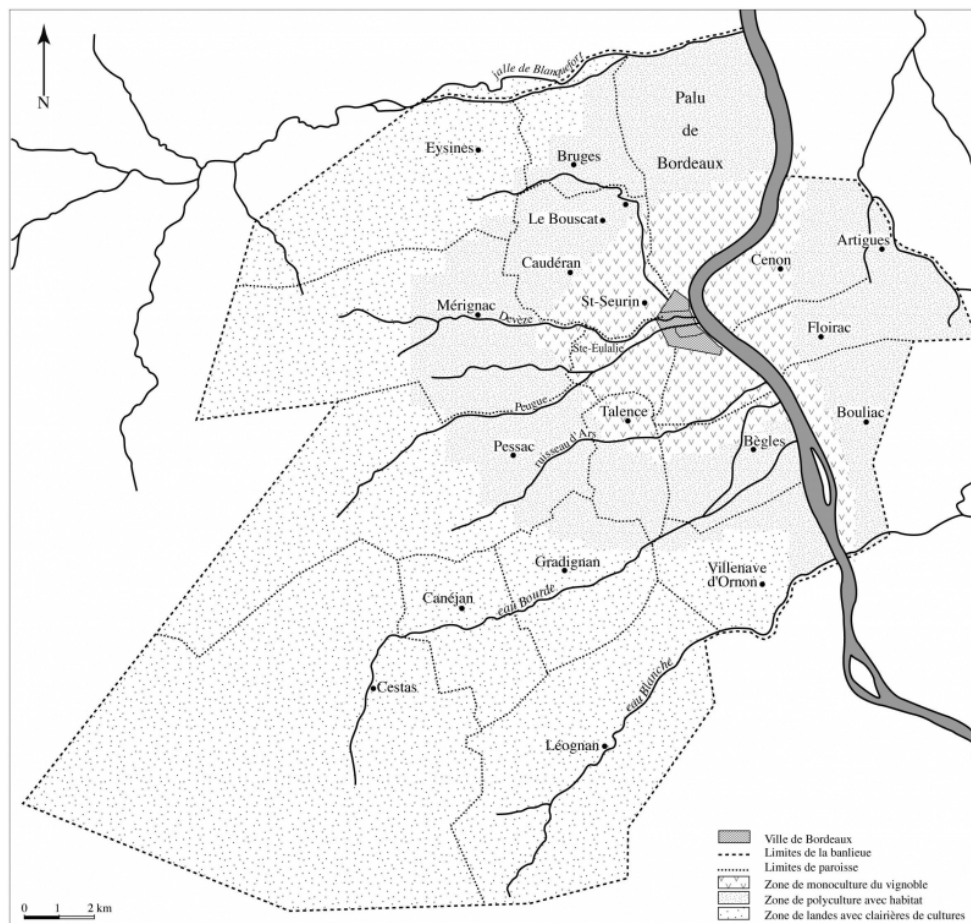 N
jalle de Blanquefort
Palu
de
Bordeaux
Eysines
Bruges
Le Bouscat
Artigues
Cenon
Caudéran
St-Seurin
Mérignac
Devèze
Floirac
Ste-Eulalie
Peugue
Talence
Bouliac
Pessac
ruisseau d'Ars
Bègles
Gradignan
Villenave
d'Ornon
Canéjan
eau Bourde
Cestas
eau Blanche
Léognan
Ville de Bordeaux
Limites de la banlieue
Limites de paroisse
Zone de monoculture du vignoble
Zone de polyculture avec habitat
Zone de landes avec clairières de cultures
0 1 2 km